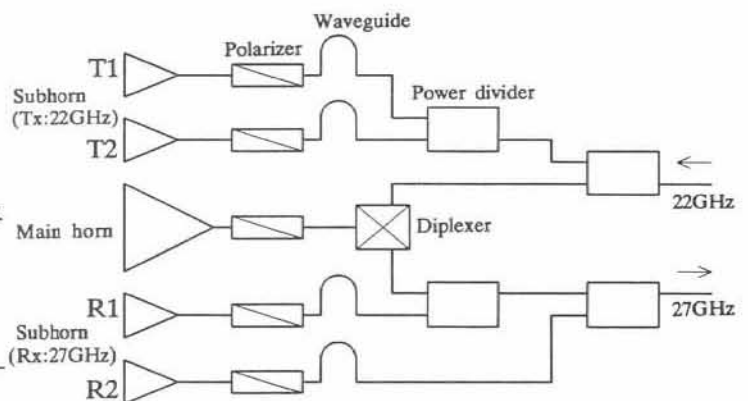 Waveguide
Polarizer
T1
Subhorn
(Tx:22GHz)
Power divider
T2
22GHz
Main horn
Diplexer
R1
27GHz
Subhorn
(Rx:27GHz)
R2